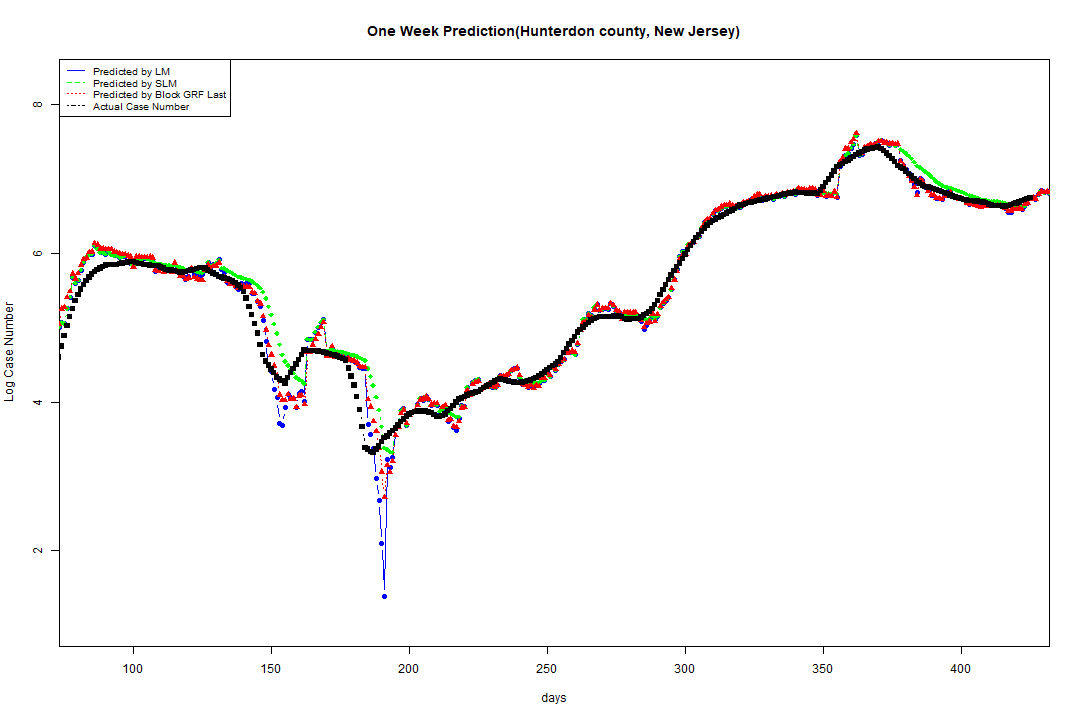 One Week Prediction(Hunterdon county, New Jersey)
Predicted by LM
Predicted by SLM
Predicted by Block GRF Last
Actual Case Number
8
6
4
2
Log Case Number
100 150 200 250 300 350 400
days